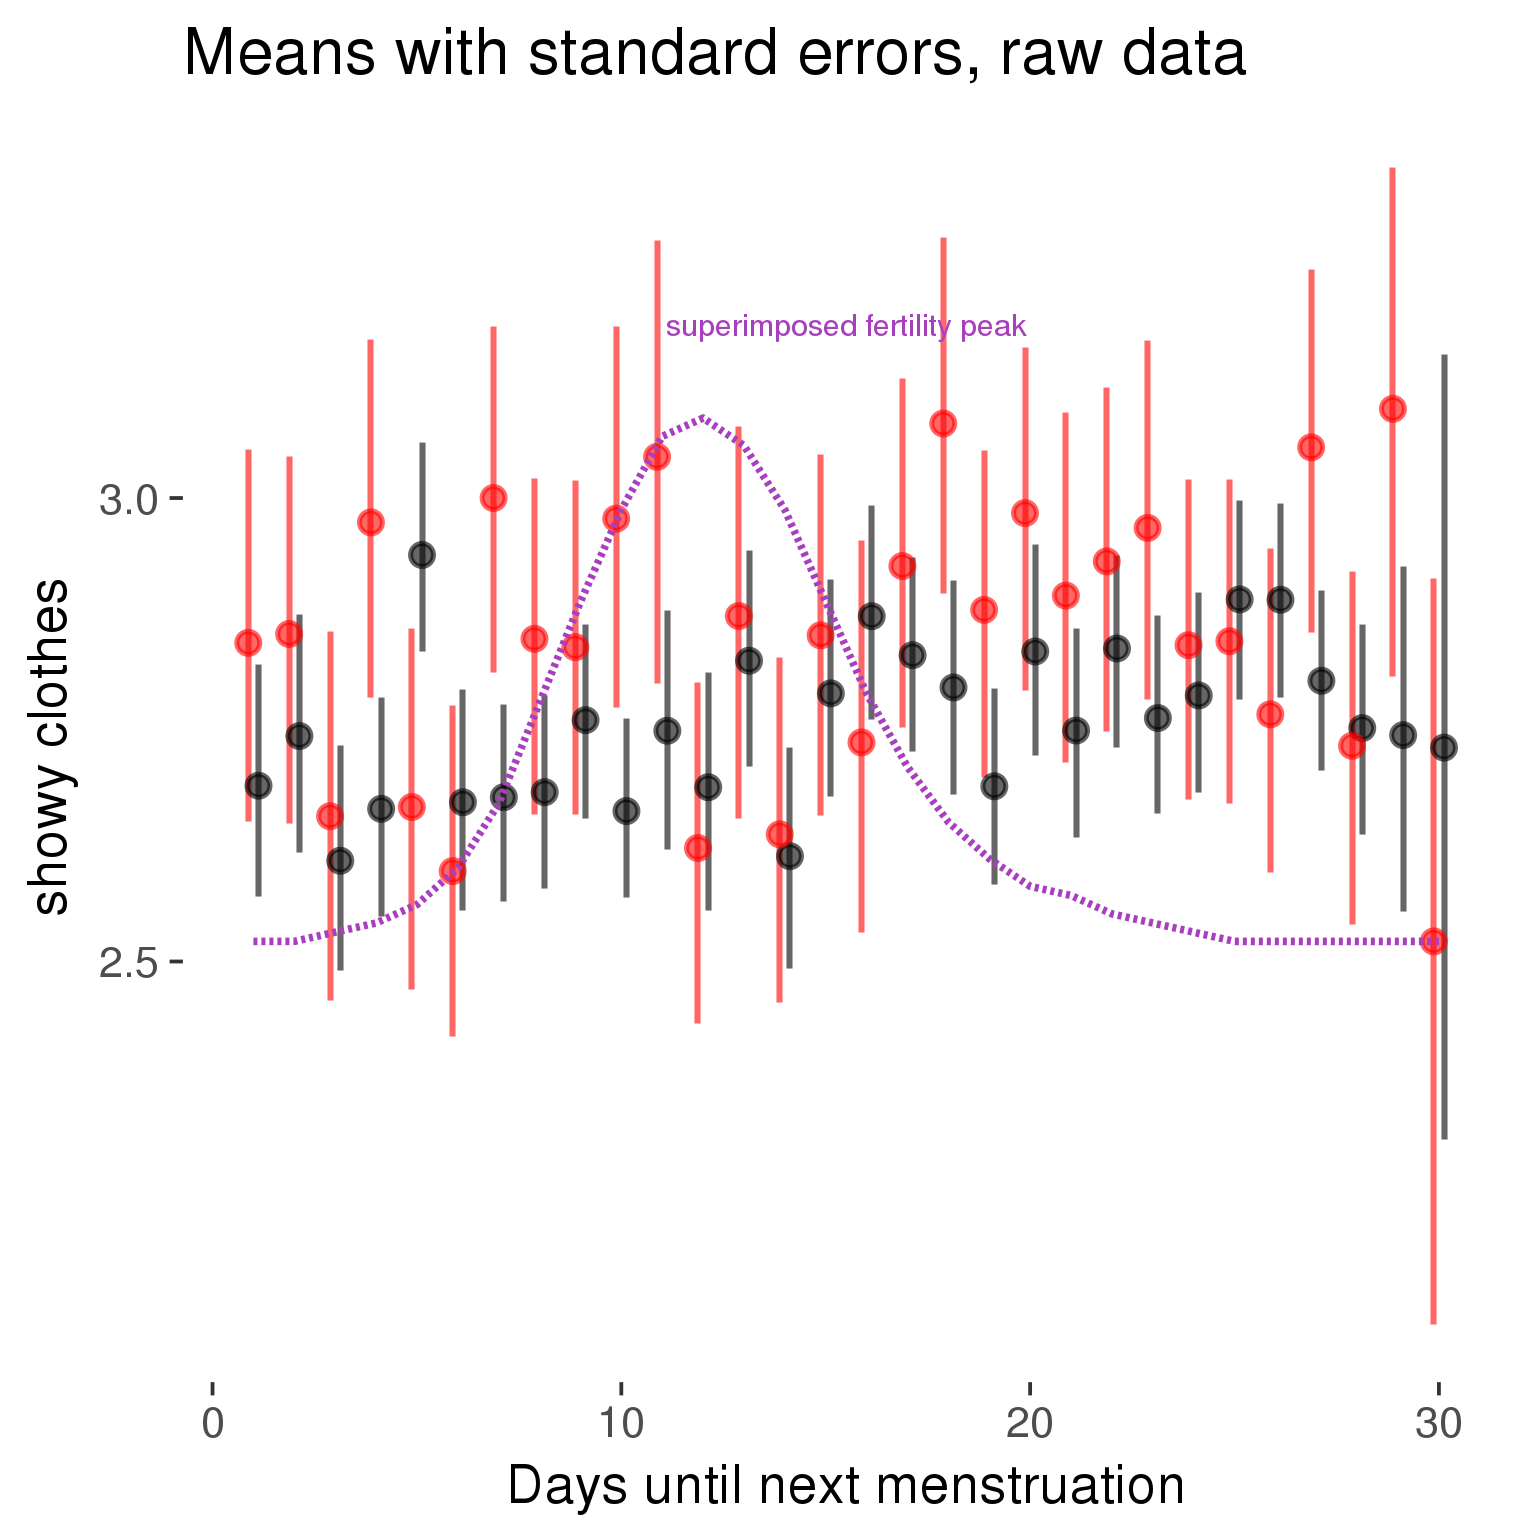 Means with standard errors, raw data
superimposed fertility peak
showy clothes
3.0
2.5
0
10
20
30
Days until next menstruation